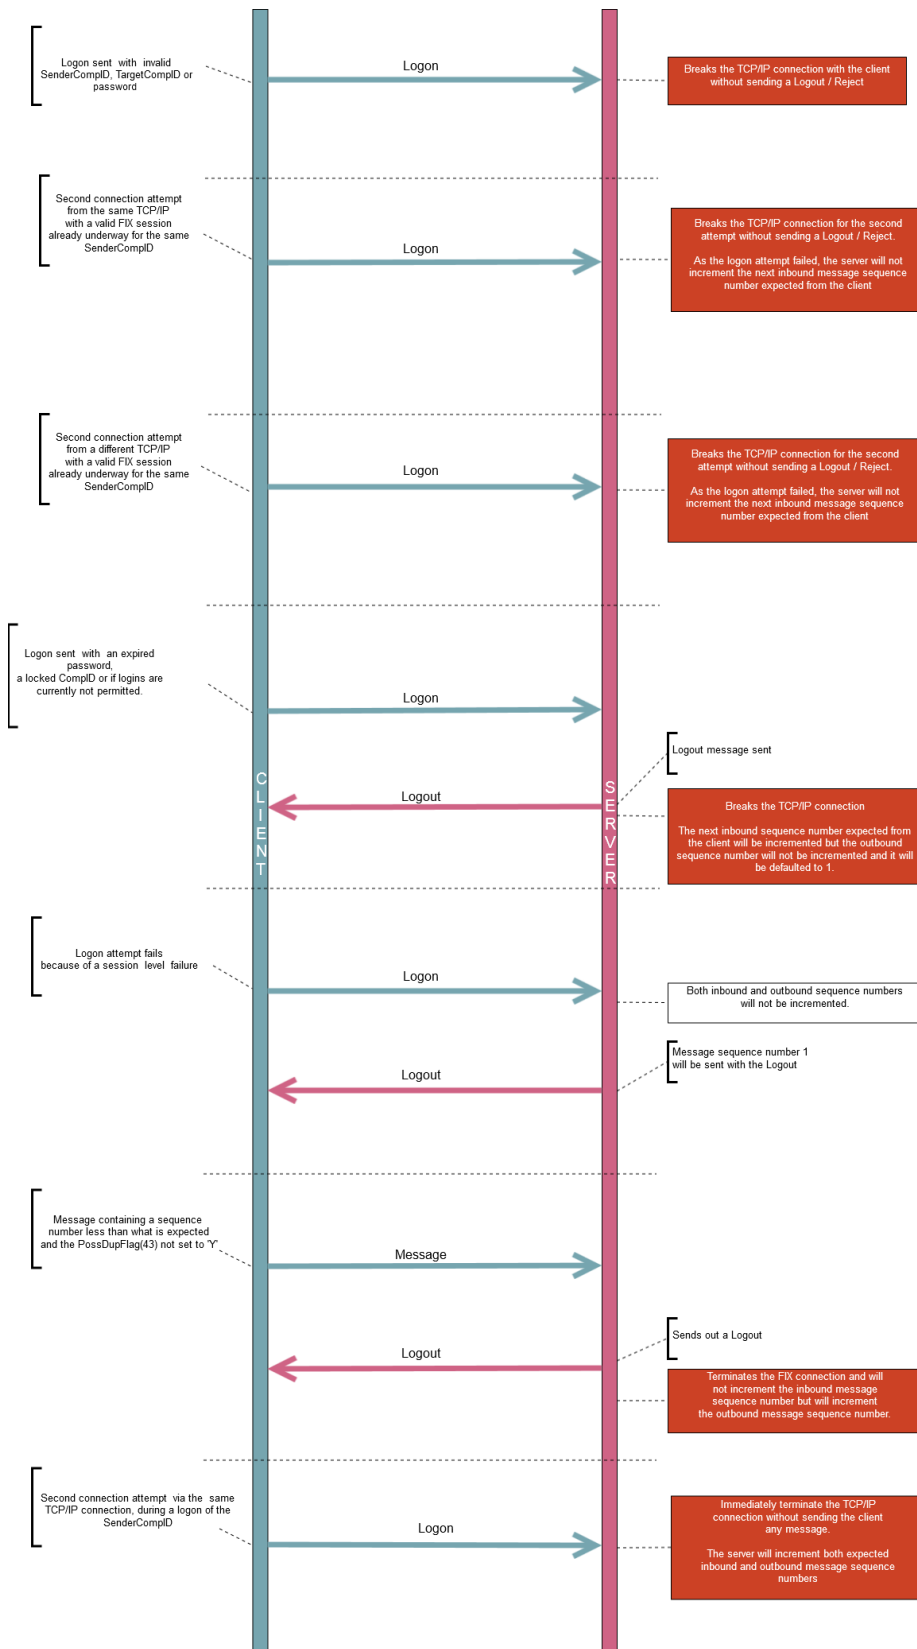 Logon sent with invalid
SenderCompID, TargetCompID or
password
Logon
Breaks the TCP/IP connection with the client
without sending a Logout / Reject
Second connection attempt
from the same TCP/IP
with a valid FIX session
already underway for the same
SenderCompID
Logon
Breaks the TCP/IP connection for the second
attempt without sending a Logout / Reject.
As the logon attempt failed, the server will not
increment the next inbound message sequence
number expected from the client
Second connection attempt
from a different TCP/IP
with a valid FIX session
already underway for the same
SenderCompID
Logon
Breaks the TCP/IP connection for the second
attempt without sending a Logout / Reject.
As the logon attempt failed, the server will not
increment the next inbound message sequence
number expected from the client
Logon sent with an expired
password,
a locked CompID or if logins are
currently not permitted.
Logon
Logout message sent
CLIENT
Logout
SERVER
Breaks the TCP/IP connection
The next inbound sequence number expected from
the client will be incremented but the outbound
sequence number will not be incremented and it will
be defaulted to 1.
Logon attempt fails
because of a session level failure
Logon
Both inbound and outbound sequence numbers
will not be incremented.
Message sequence number 1
will be sent with the Logout
Logout
Message containing a sequence
number less than what is expected
and the PossDupFlag(43) not set to 'Y'
Message
Sends out a Logout
Logout
Terminates the FIX connection and will
not increment the inbound message
sequence number but will increment
the outbound message sequence number.
Second connection attempt via the same
TCP/IP connection, during a logon of the
SenderCompID
Logon
Immediately terminate the TCP/IP
connection without sending the client
any message.
The server will increment both expected
inbound and outbound message sequence
numbers